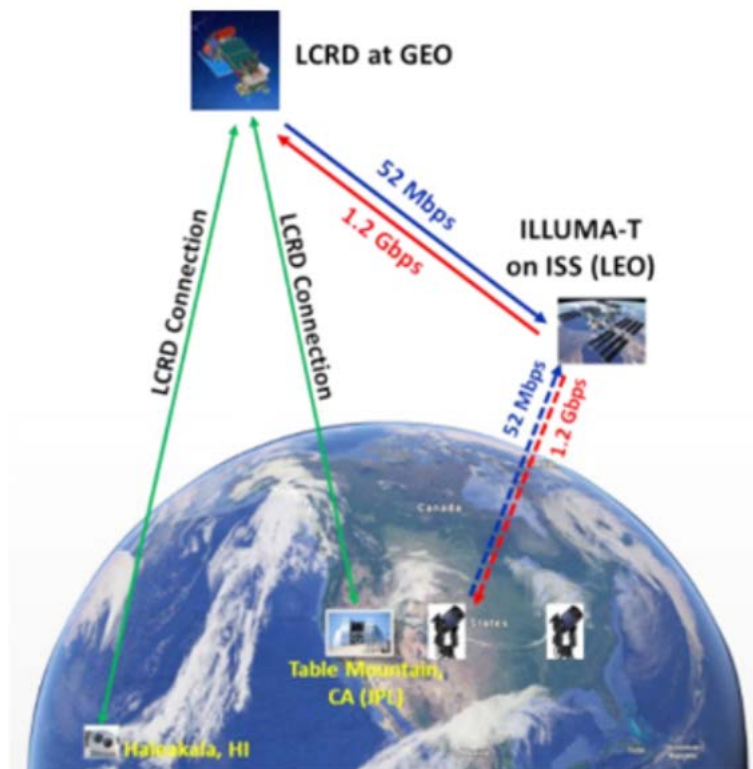 LCRD at GEO
52 Mbps
1.2 Gbps
ILLUMA-T
on ISS (LEO)
LCRD Connection
LCRD Connection
52 Mbps
1.2 Gbps
Canada
States
Table Mountain,
CA (JPL)
Haleakala, HI